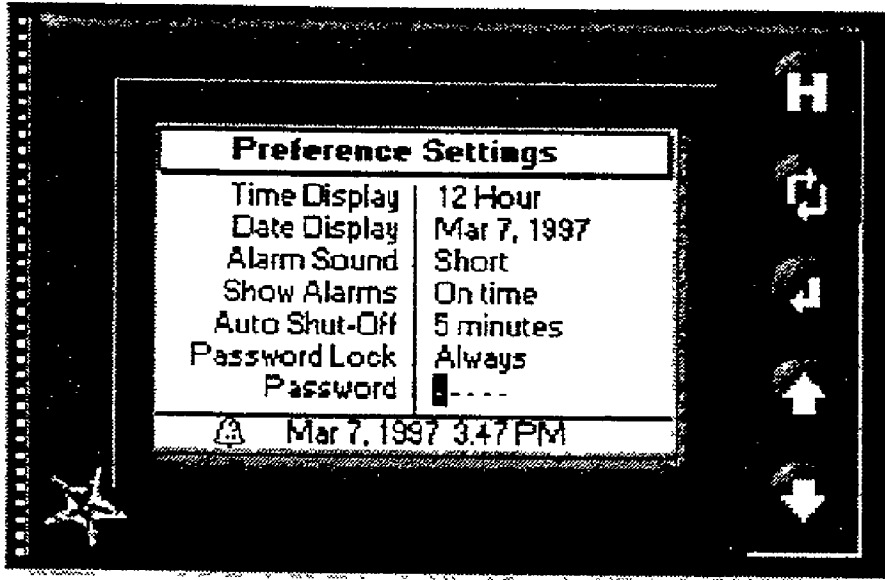 Preference Settings
Time Display 12 Hour
Date Display Mar 7, 1997
Alarm Sound Short
Show Alarms On time
Auto Shut-Off 5 minutes
Password Lock Always
Password - - - - -
Mar 7, 1997 3:47 PM
H